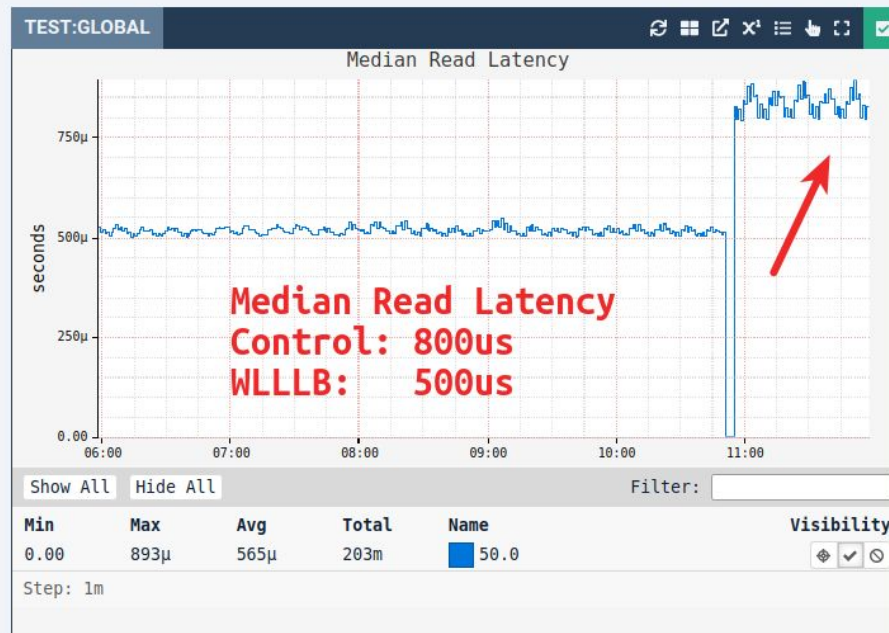 TEST:GLOBAL
Median Read Latency
750μ
500μ
250μ
0.00
seconds
Median Read Latency
Control: 800us
WLLLB: 500us
06:00 07:00 08:00 09:00 10:00 11:00
Show All Hide All Filter:
Min Max Avg Total Name Visibility
0.00 893μ 565μ 203m 50.0
Step: 1m